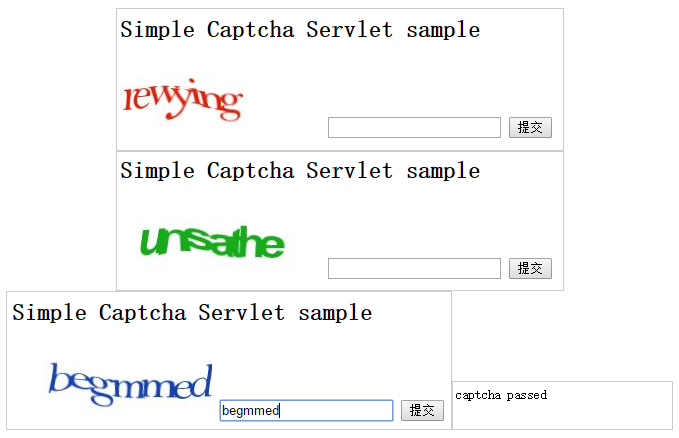 Simple Captcha Servlet sample
rewying
提交
Simple Captcha Servlet sample
unsathe
提交
Simple Captcha Servlet sample
begmmed
begmmed 提交
captcha passed